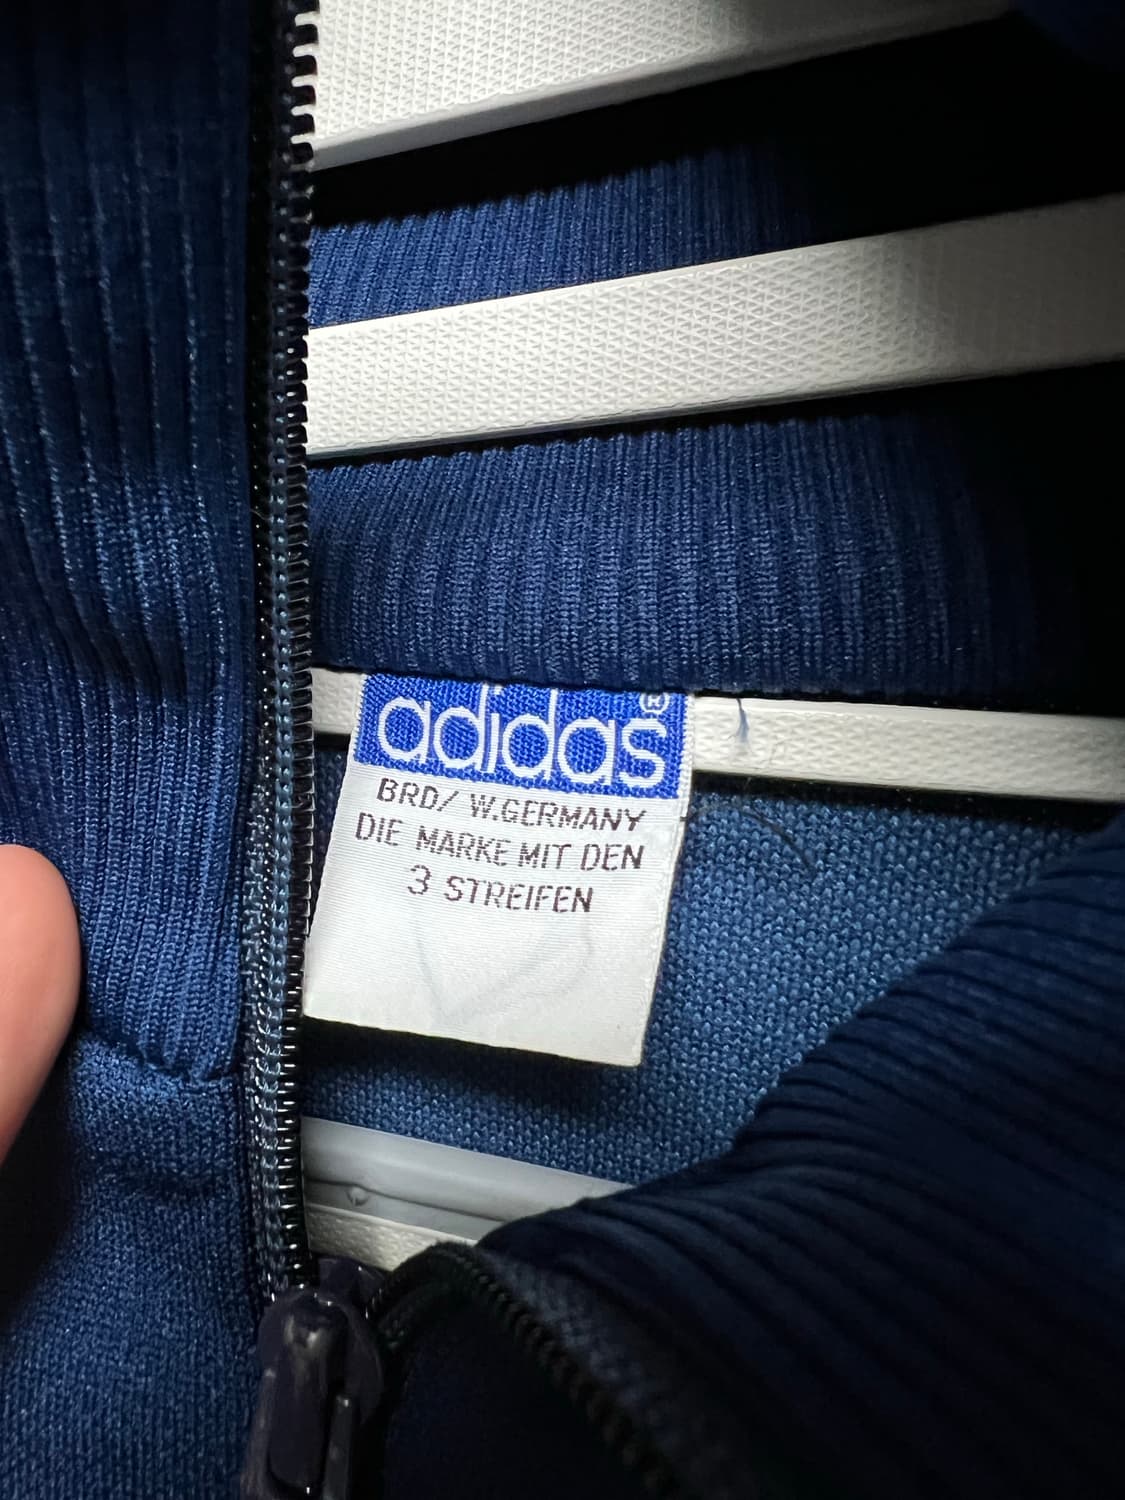 adidas®
BRD/ W.GERMANY
DIE MARKE MIT DEN
3 STREIFEN